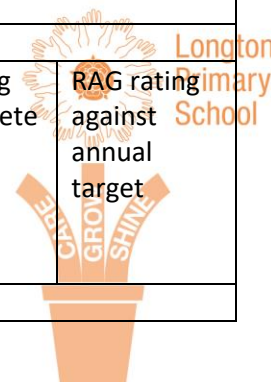 Longton
Primary
School
g
ete
RAG rating
against
annual
target
CARE
GROW
SHINE